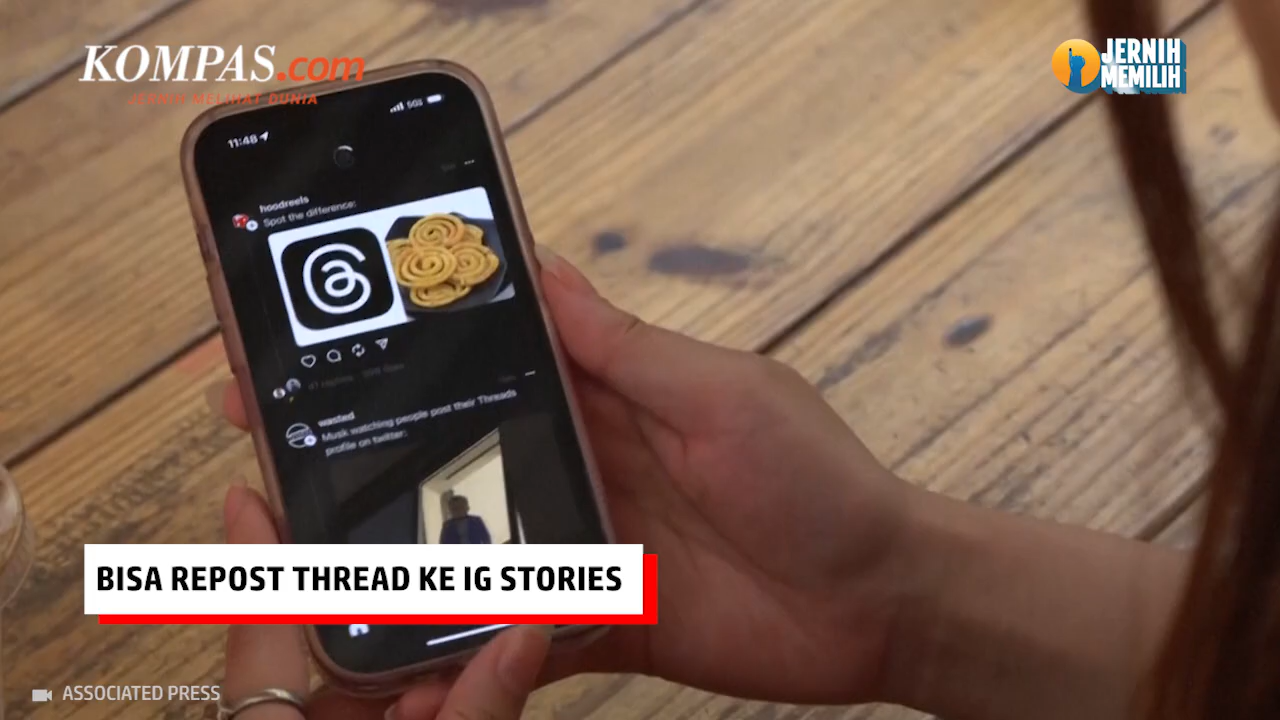 KOMPAS.com
JERNIH MELIHAT DUNIA
JERNIH
MEMILIH
11:48
5G
hoodreels
Spot the difference:
wasted
Musk watching people post their Threads
profile on twitter:
BISA REPOST THREAD KE IG STORIES
ASSOCIATED PRESS